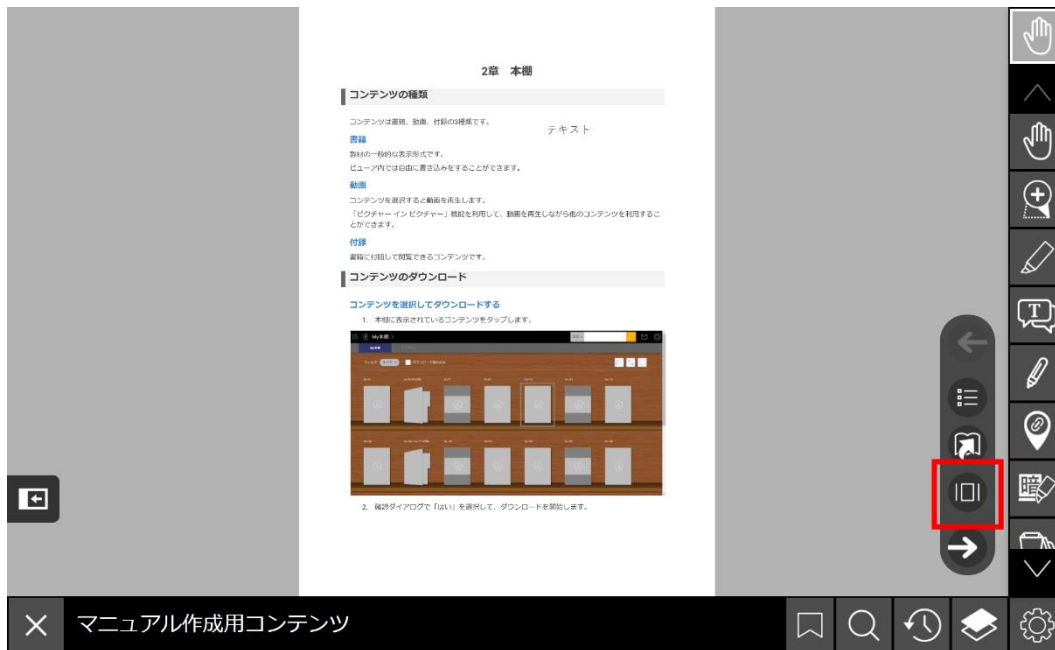 2章 本棚
コンテンツの種類
コンテンツは書籍、動画、付録の3種類です。
テキスト
書籍
教材の一般的な表示形式です。
ビューア内では自由に書き込みをすることができます。
動画
コンテンツを選択すると動画を再生します。
「ピクチャー イン ピクチャー」機能を利用して、動画を再生しながら他のコンテンツを利用するこ
とができます。
付録
書籍に付随して閲覧できるコンテンツです。
コンテンツのダウンロード
コンテンツを選択してダウンロードする
1. 本棚に表示されているコンテンツをタップします。
My本棚
2. 確認ダイアログで「はい」を選択して、ダウンロードを開始します。
T
暗
マニュアル作成用コンテンツ